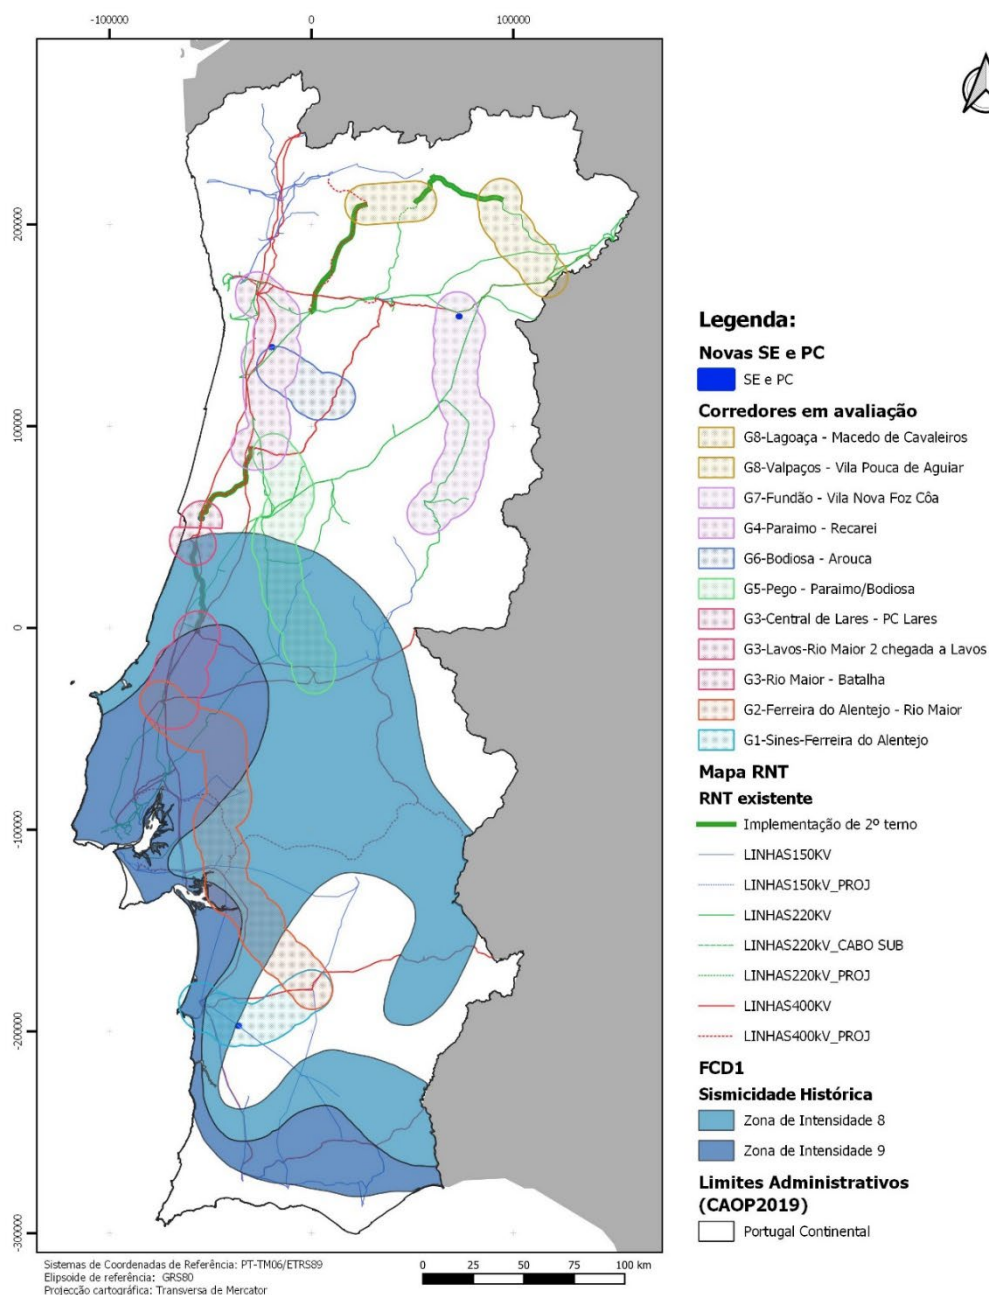 -100000
0
100000
200000
100000
0
-100000
-200000
-300000
Legenda:
Novas SE e PC
SE e PC
Corredores em avaliação
G8-Lagoaça - Macedo de Cavaleiros
G8-Valpaços - Vila Pouca de Aguiar
G7-Fundão - Vila Nova Foz Côa
G4-Paraimo - Recarei
G6-Bodiosa - Arouca
G5-Pego - Paraimo/Bodiosa
G3-Central de Lares - PC Lares
G3-Lavos-Rio Maior 2 chegada a Lavos
G3-Rio Maior - Batalha
G2-Ferreira do Alentejo - Rio Maior
G1-Sines-Ferreira do Alentejo
Mapa RNT
RNT existente
Implementação de 2º terno
LINHAS150KV
LINHAS150kV_PROJ
LINHAS220KV
LINHAS220kV_CABO SUB
LINHAS220kV_PROJ
LINHAS400KV
LINHAS400kV_PROJ
FCD1
Sismicidade Histórica
Zona de Intensidade 8
Zona de Intensidade 9
Limites Administrativos
(CAOP2019)
Portugal Continental
Sistemas de Coordenadas de Referência: PT-TM06/ETRS89
Elipsoide de referência: GRS80
Projecção cartográfica: Transversa de Mercator
0 25 50 75 100 km